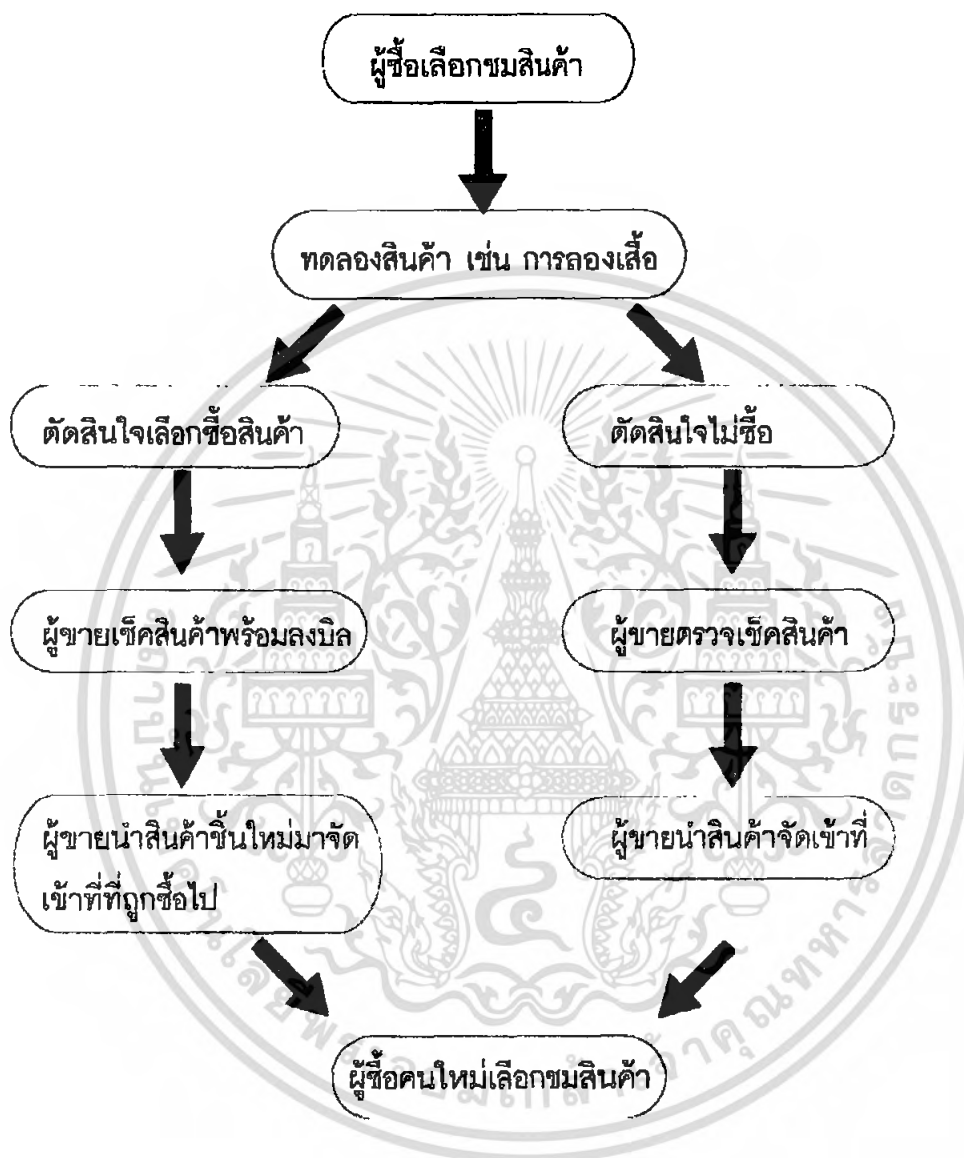 ผู้ซื้อเลือกชมสินค้า
ทดลองสินค้า เช่น การลองเสื้อ
ตัดสินใจเลือกซื้อสินค้า
ตัดสินใจไม่ซื้อ
ผู้ขายเช็คสินค้าพร้อมลงบิล
ผู้ขายตรวจเช็คสินค้า
ผู้ขายนำสินค้าชิ้นใหม่มาจัด
เข้าที่ที่ถูกซื้อไป
ผู้ขายนำสินค้าจัดเข้าที่
ผู้ซื้อคนใหม่เลือกชมสินค้า